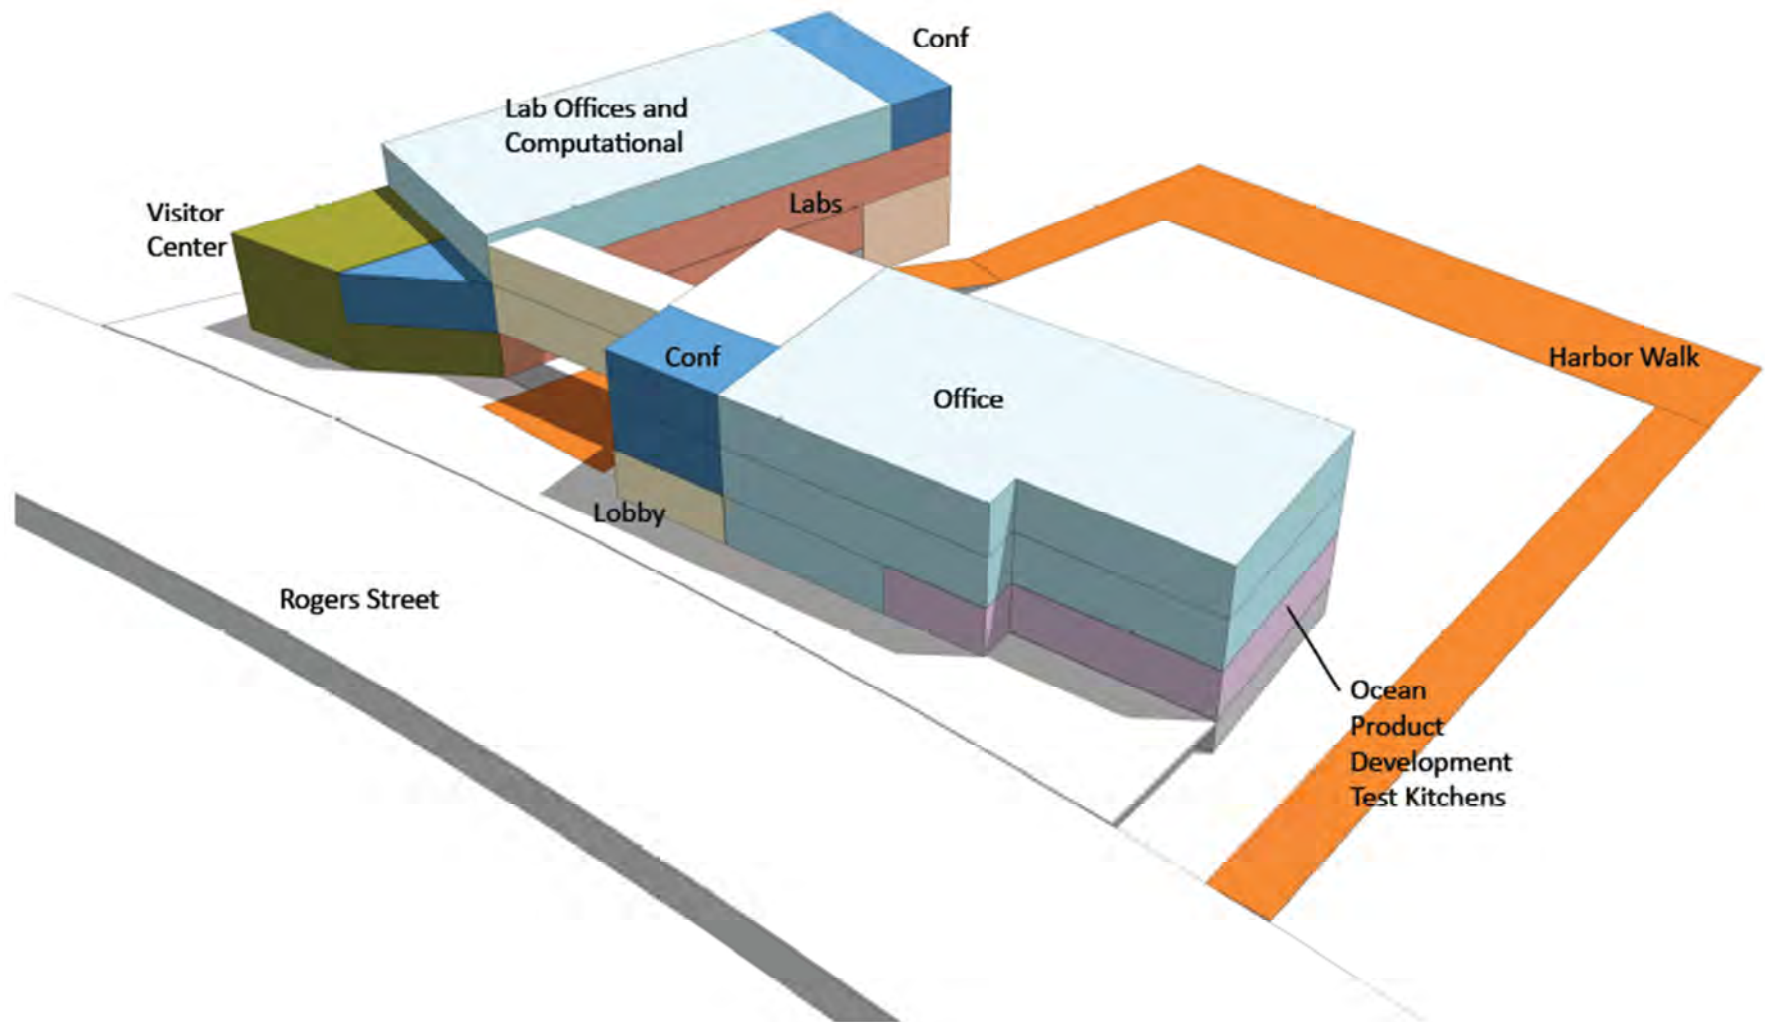 Conf
Lab Offices and
Computational
Visitor
Center
Labs
Harbor Walk
Conf
Office
Lobby
Rogers Street
Ocean
Product
Development
Test Kitchens